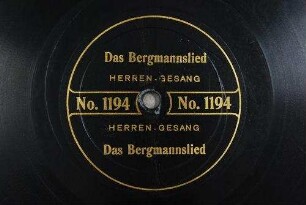 Das Bergmannslied
HERREN-GESANG
No. 1194 No. 1194
HERREN-GESANG
Das Bergmannslied